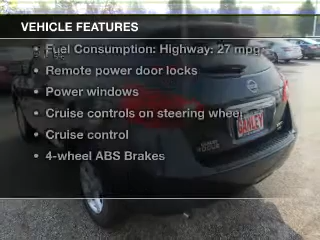 VEHICLE FEATURES
• Fuel Consumption: Highway: 27 mpg
• Remote power door locks
• Power windows
• Cruise controls on steering wheel
• Cruise control
• 4-wheel ABS Brakes
GANLEY